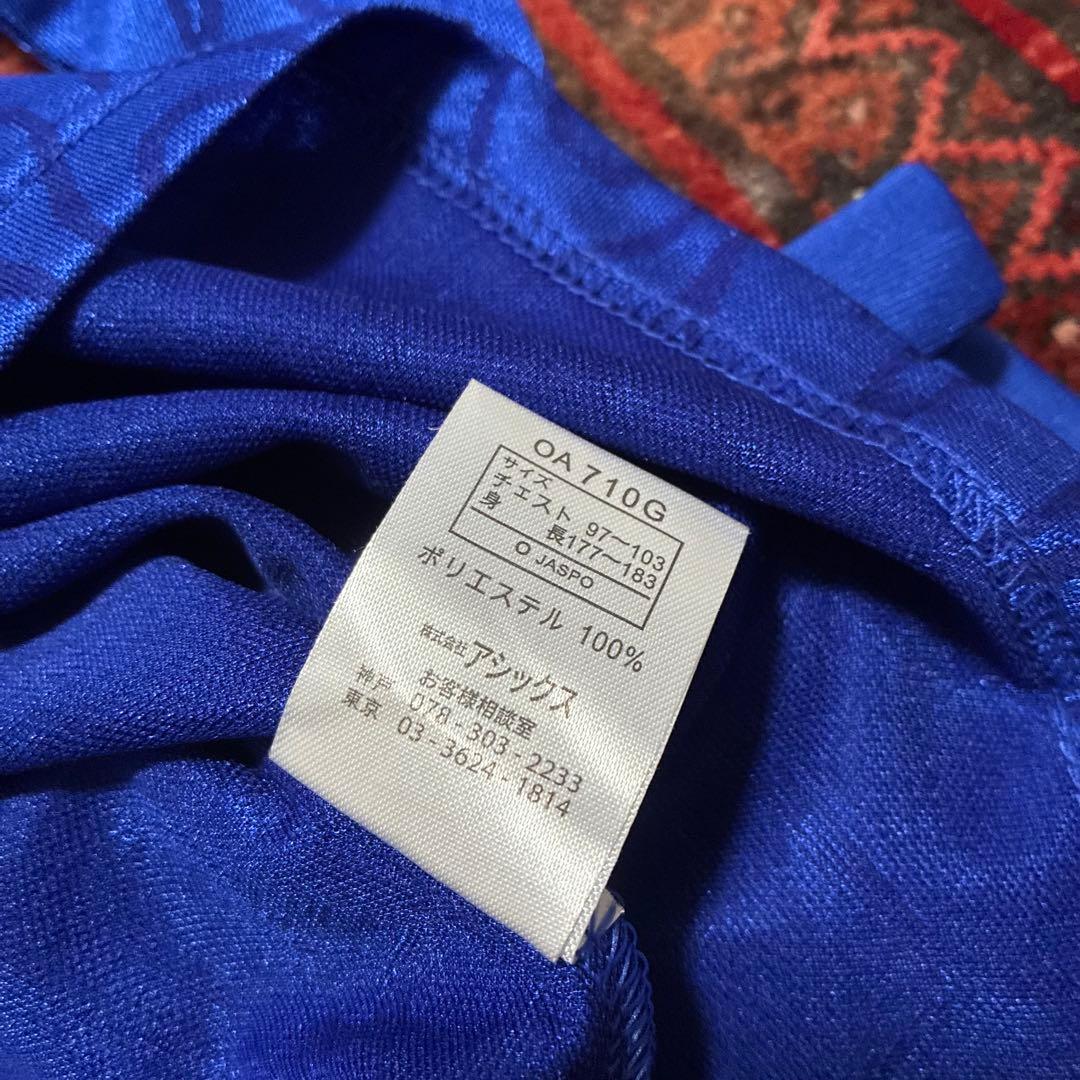 OA 710G
サイズ
チェスト 97～103
身 長177～183
O JASPO
ポリエステル 100%
株式会社 アシックス
お客様相談室
神戸 078-303-2233
東京 03-3624-1814